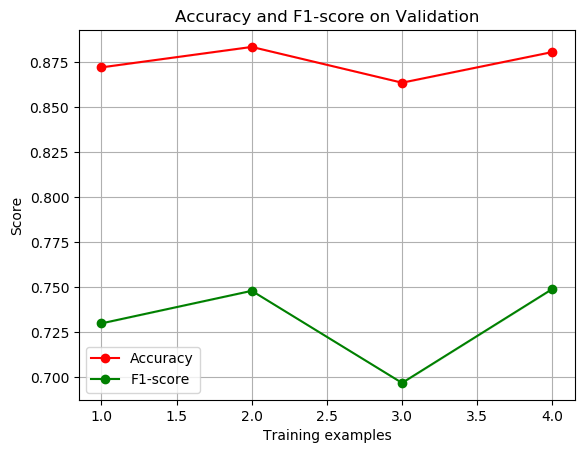 Accuracy and F1-score on Validation
0.875
0.850
0.825
0.800
0.775
0.750
0.725
0.700
Score
Accuracy
F1-score
1.0 1.5 2.0 2.5 3.0 3.5 4.0
Training examples